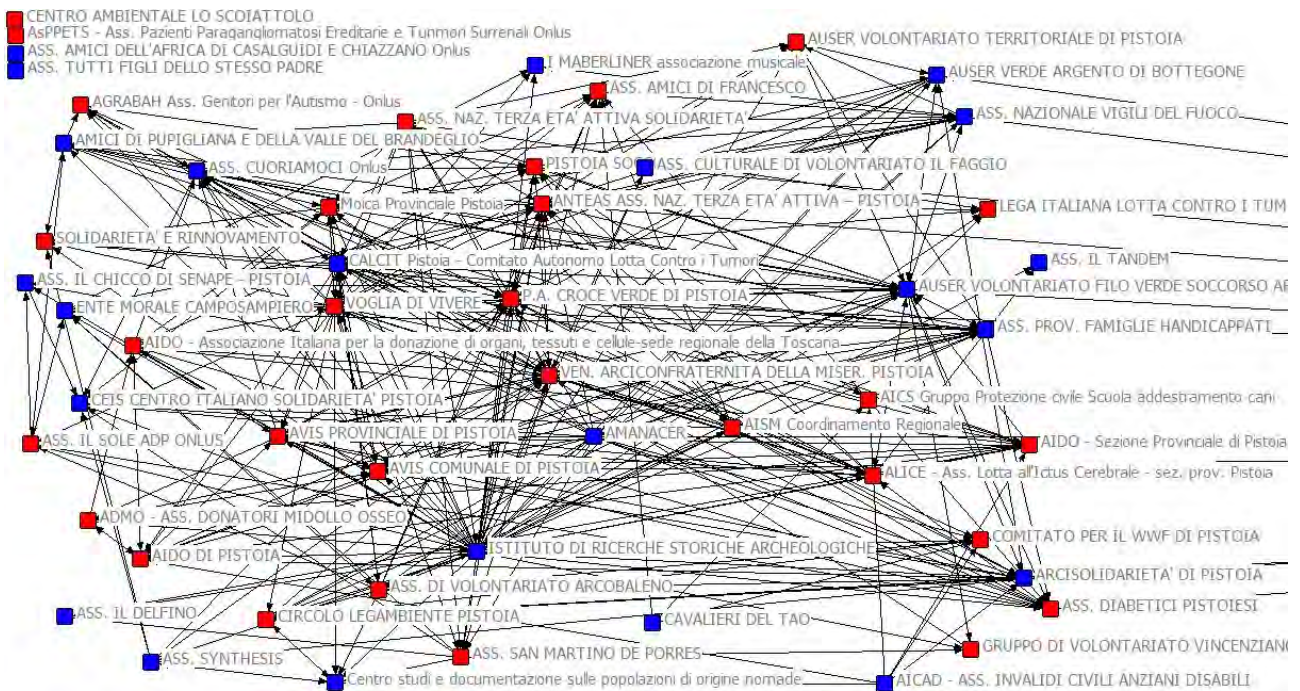 CENTRO AMBIENTALE LO SCOIATTOLO
AsPPETS - Ass. Pazienti Paragangliomatosi Ereditarie e Tunmori Surrenali Onlus
ASS. AMICI DELL'AFRICA DI CASALGUIDI E CHIAZZANO Onlus
ASS. TUTTI FIGLI DELLO STESSO PADRE
AUSER VOLONTARIATO TERRITORIALE DI PISTOIA
I MABERLINER associazione musicale
AUSER VERDE ARGENTO DI BOTTEGONE
ASS. AMICI DI FRANCESCO
AGRABAH Ass. Genitori per l'Autismo - Onlus
ASS. NAZIONALE VIGILI DEL FUOCO
ASS. NAZ. TERZA ETA' ATTIVA SOLIDARIETA'
AMICI DI PUPIGLIANA E DELLA VALLE DEL BRANDEGLIO
PISTOIA SOC
ASS. CULTURALE DI VOLONTARIATO IL FAGGIO
ASS. CUORIAMOCI Onlus
Moica Provinciale Pistoia
ANTEAS ASS. NAZ. TERZA ETA' ATTIVA – PISTOIA
LEGA ITALIANA LOTTA CONTRO I TUM
SOLIDARIETA' E RINNOVAMENTO
CALCIT Pistoia - Comitato Autonomo Lotta Contro i Tumori
ASS. IL TANDEM
ASS. IL CHICCO DI SENAPE – PISTOIA
AUSER VOLONTARIATO FILO VERDE SOCCORSO AR
P.A. CROCE VERDE DI PISTOIA
VOGLIA DI VIVERE
ENTE MORALE CAMPOSAMPIERO
ASS. PROV. FAMIGLIE HANDICAPPATI
AIDO - Associazione Italiana per la donazione di organi, tessuti e cellule-sede regionale della Toscana
VEN. ARCICONFRATERNITA DELLA MISER. PISTOIA
AICS Gruppo Protezione civile Scuola addestramento cani
CEIS CENTRO ITALIANO SOLIDARIETA' PISTOIA
AISM Coordinamento Regionale
AVIS PROVINCIALE DI PISTOIA
AMANACER
ASS. IL SOLE ADP ONLUS
AIDO - Sezione Provinciale di Pistoia
AVIS COMUNALE DI PISTOIA
ALICE - Ass. Lotta all'Ictus Cerebrale - sez. prov. Pistoia
ADMO - ASS. DONATORI MIDOLLO OSSEO
COMITATO PER IL WWF DI PISTOIA
ISTITUTO DI RICERCHE STORICHE ARCHEOLOGICHE
AIDO DI PISTOIA
ARCISOLIDARIETA' DI PISTOIA
ASS. DI VOLONTARIATO ARCOBALENO
ASS. DIABETICI PISTOIESI
ASS. IL DELFINO
CIRCOLO LEGAMBIENTE PISTOIA
CAVALIERI DEL TAO
GRUPPO DI VOLONTARIATO VINCENZIANO
ASS. SAN MARTINO DE PORRES
ASS. SYNTHESIS
Centro studi e documentazione sulle popolazioni di origine nomade
AICAD - ASS. INVALIDI CIVILI ANZIANI DISABILI